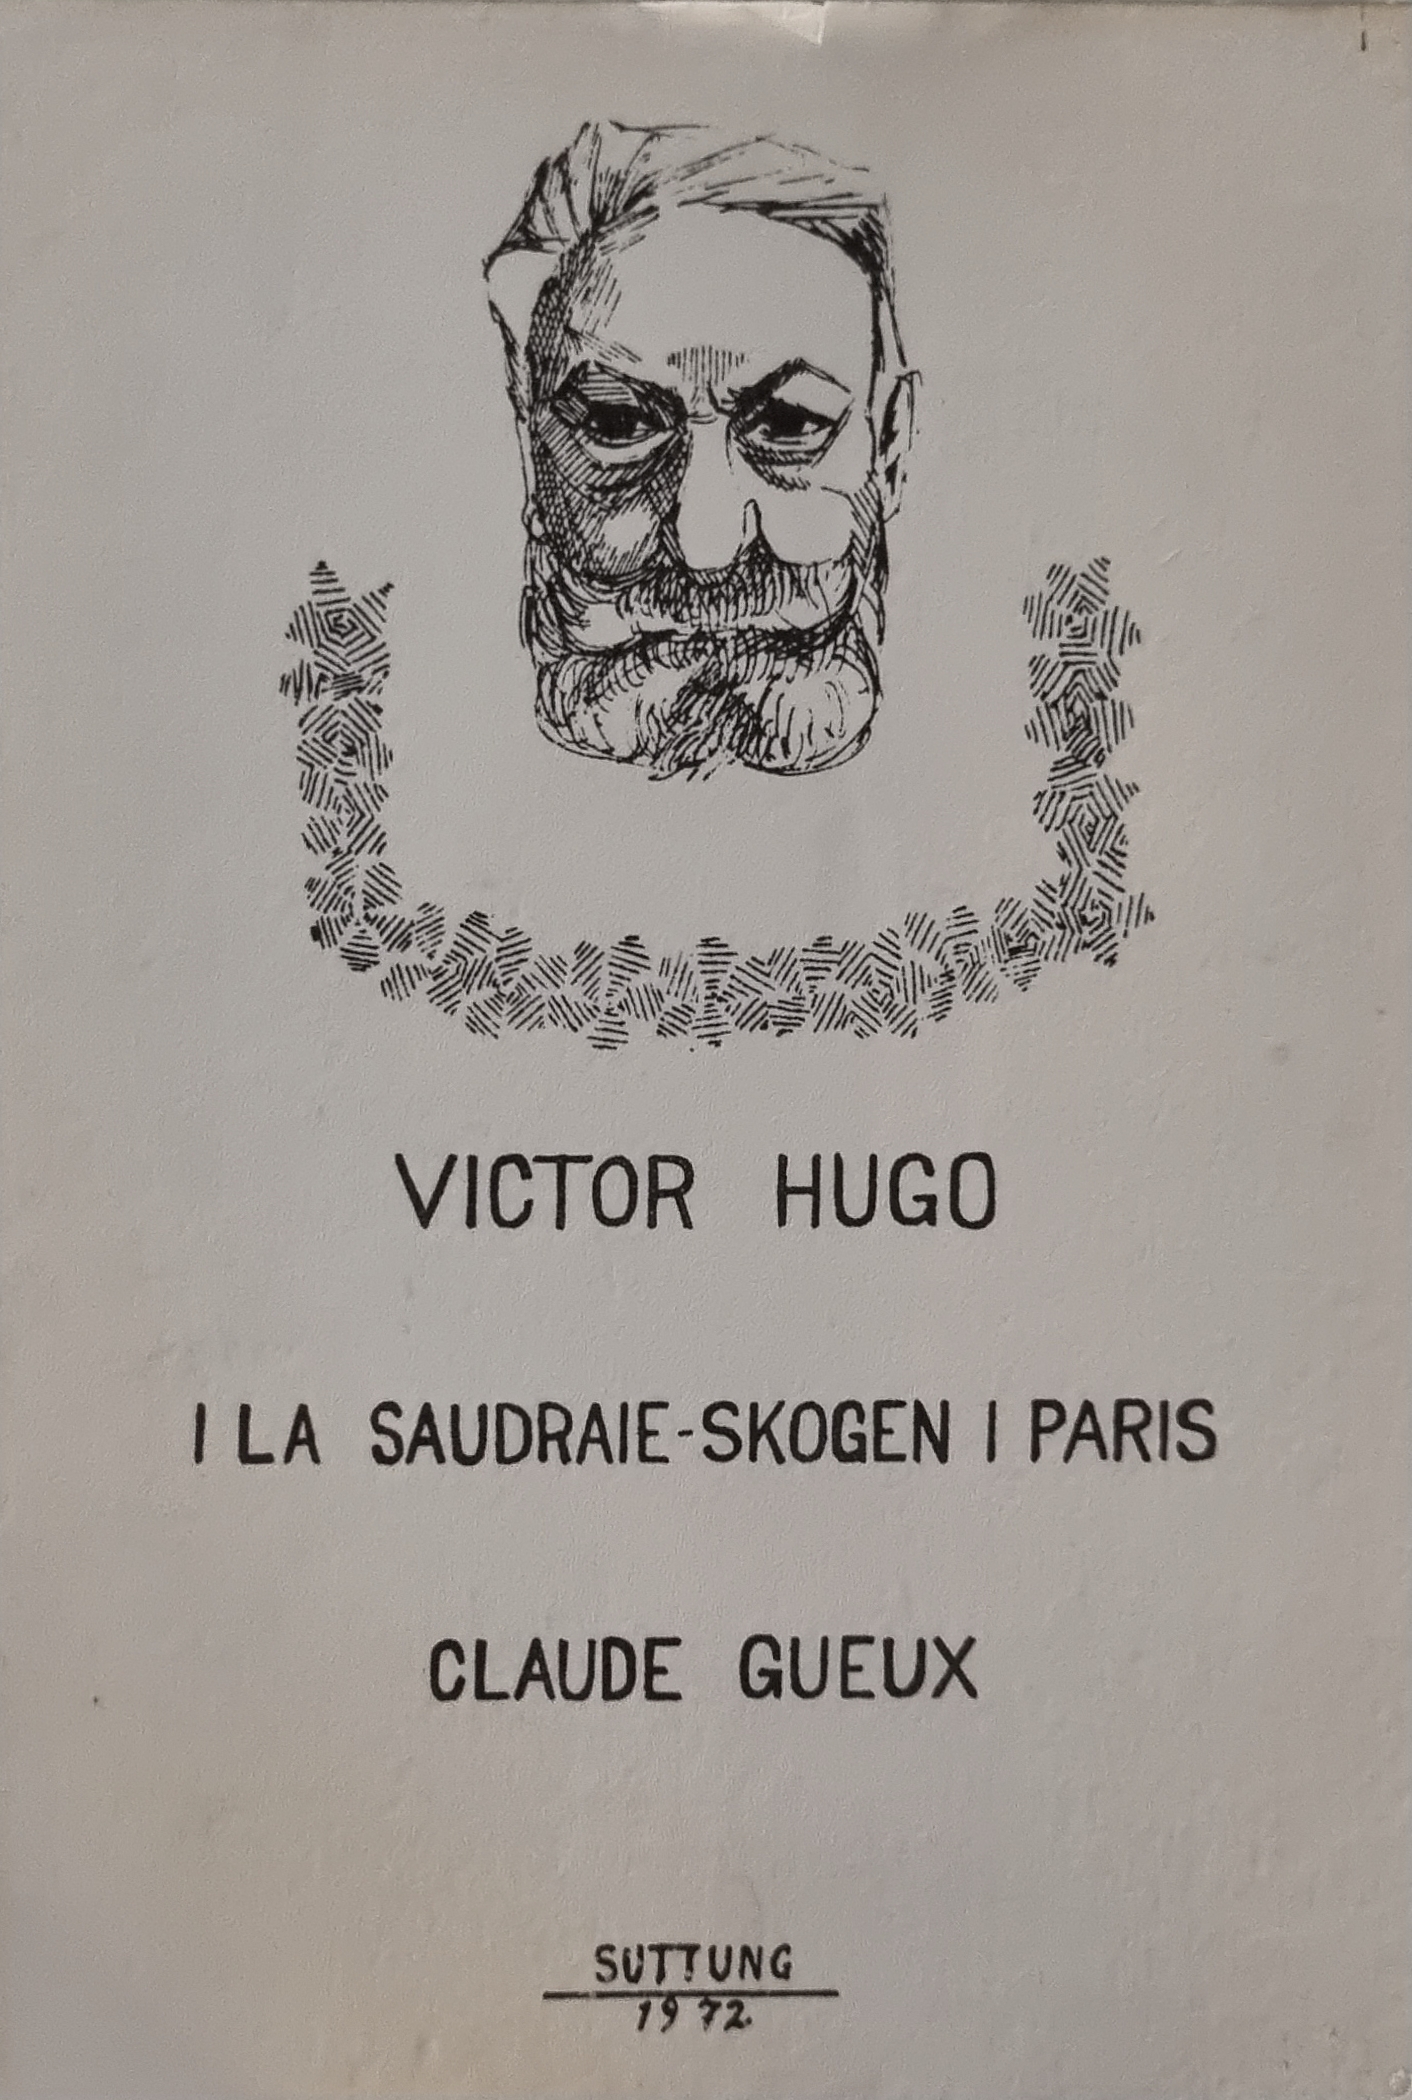 VICTOR HUGO
I LA SAUDRAIE-SKOGEN I PARIS
CLAUDE GUEUX
SUTTUNG
1972